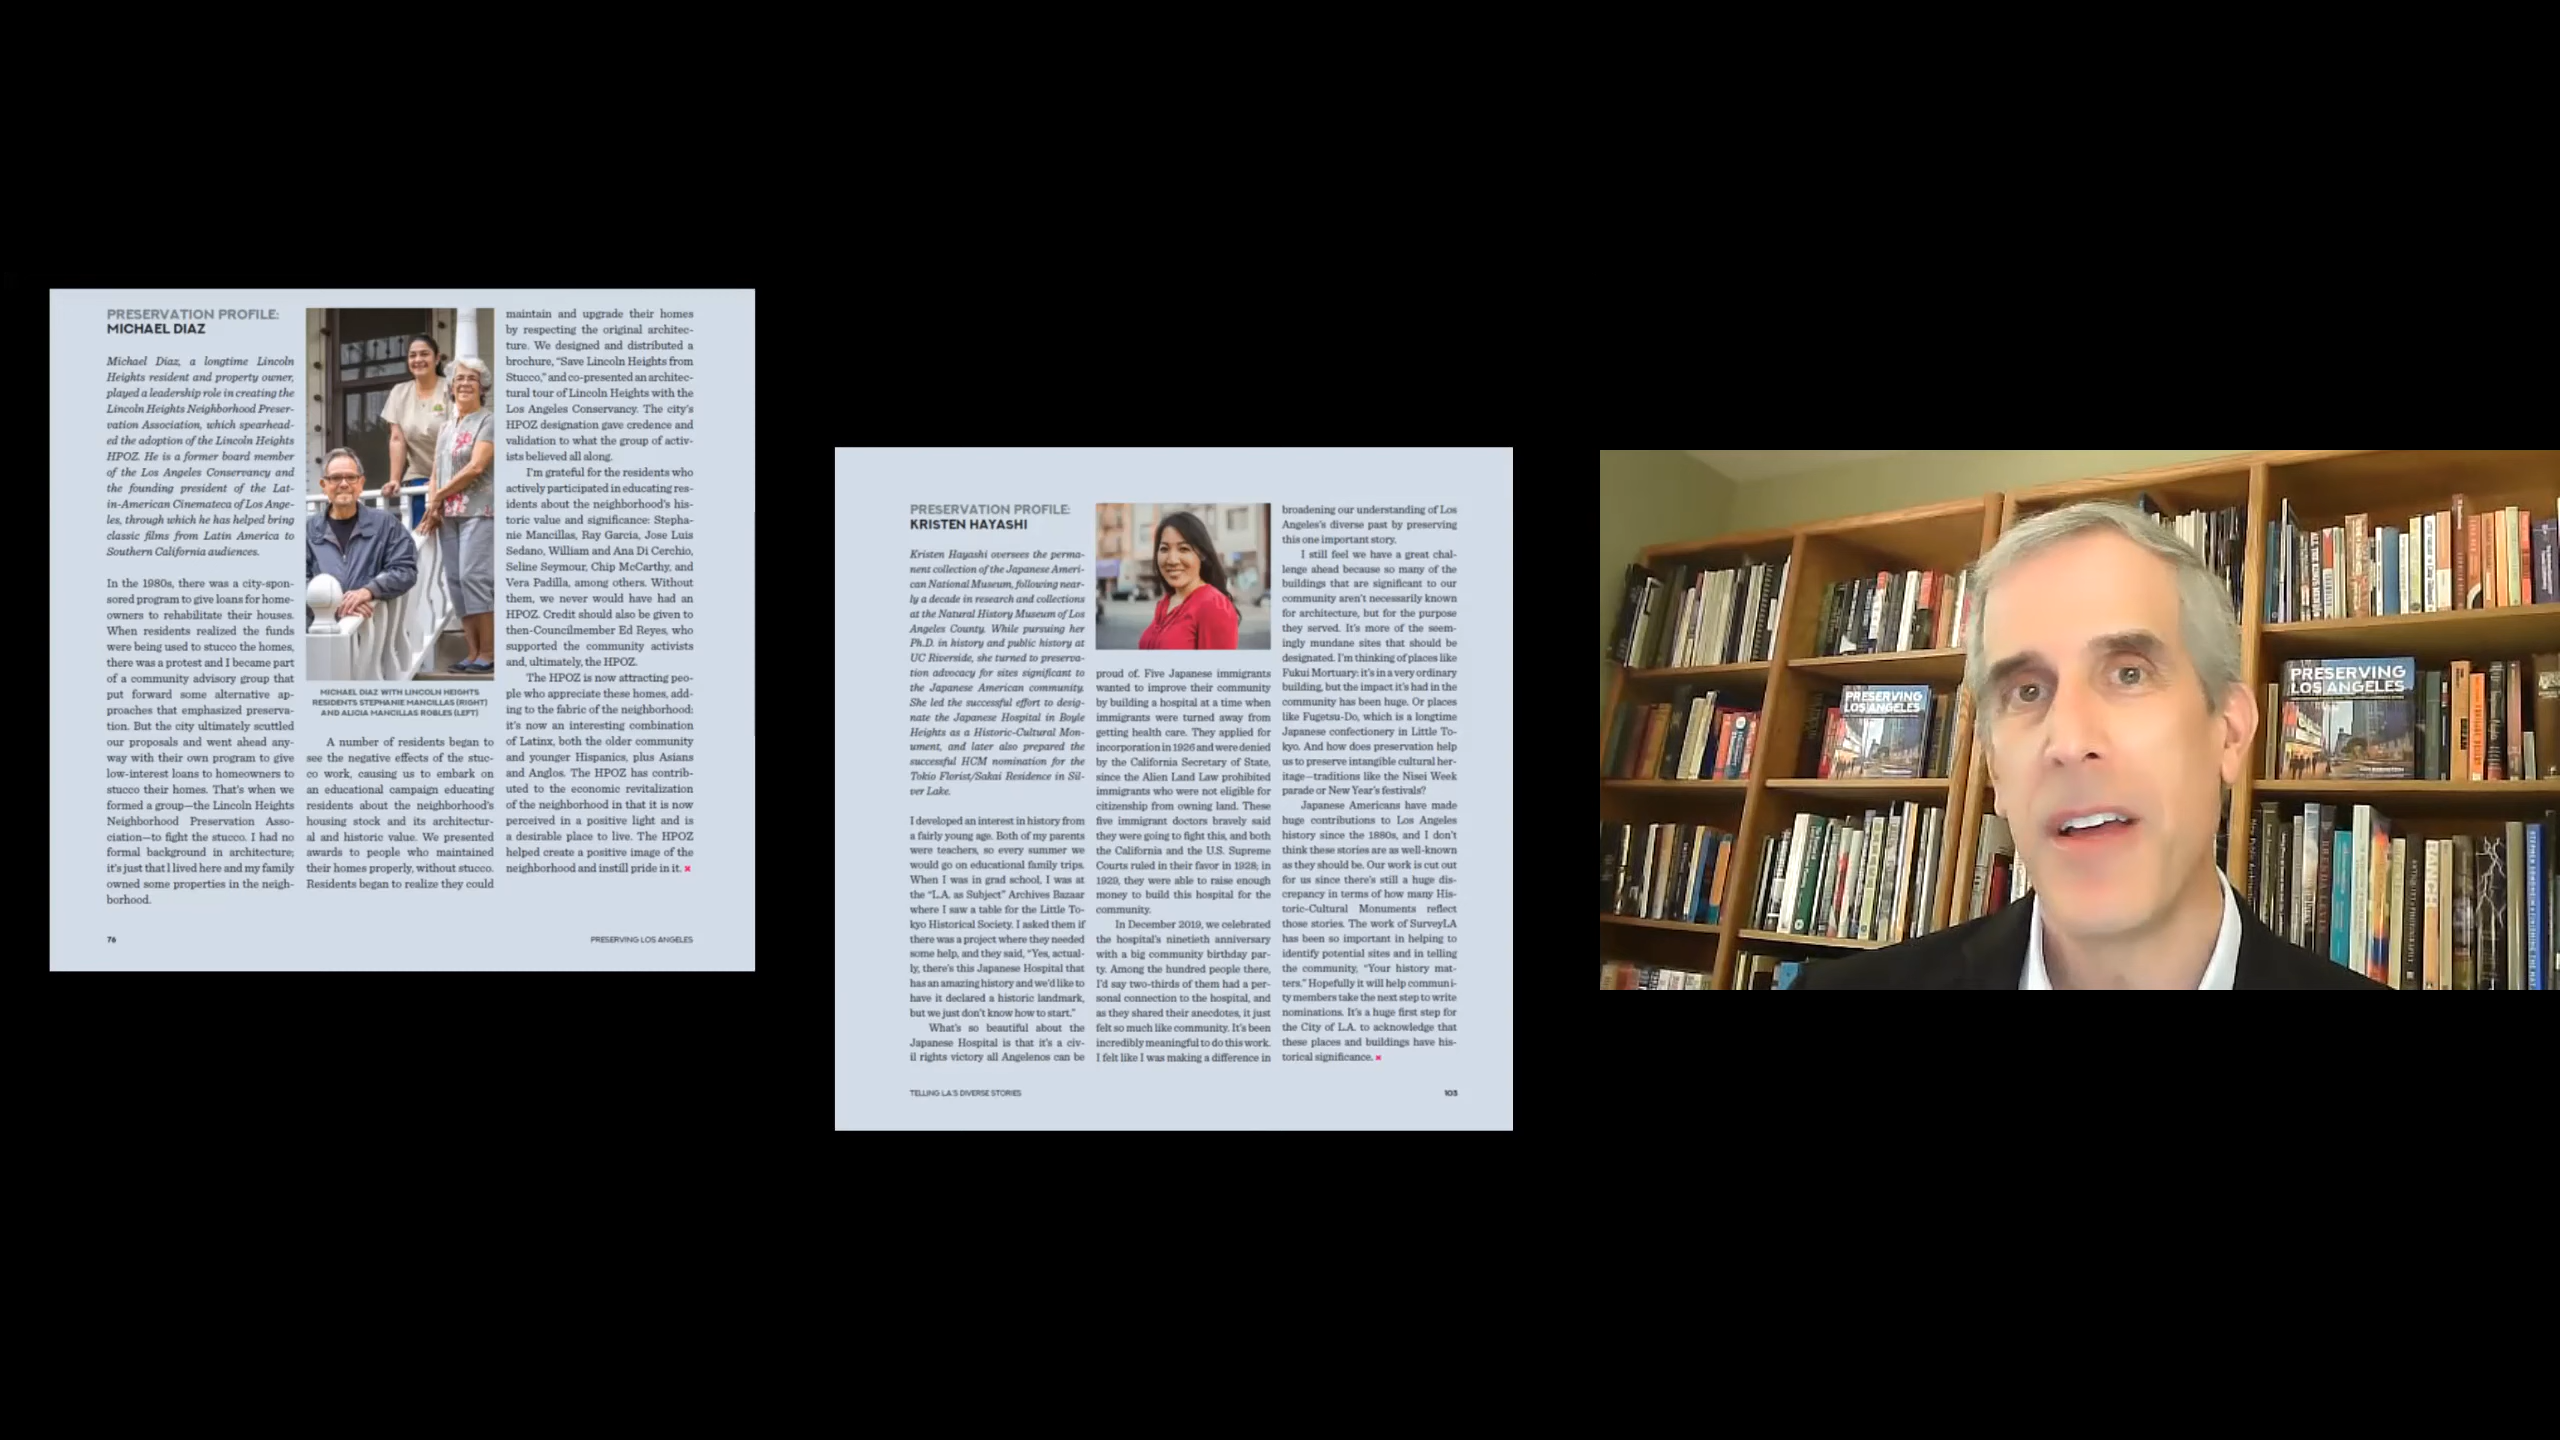 PRESERVATION PROFILE:
MICHAEL DIAZ
Michael Diaz, a longtime Lincoln
Heights resident and property owner,
played a leadership role in creating the
Lincoln Heights Neighborhood Preser-
vation Association, which spearhead-
ed the adoption of the Lincoln Heights
HPOZ. He is a former board member
of the Los Angeles Conservancy and
the founding president of the Lat-
in-American Cinemateca of Los Ange-
les, through which he has helped bring
classic films from Latin America to
Southern California audiences.
In the 1980s, there was a city-spon-
sored program to give loans for home-
owners to rehabilitate their houses.
When residents realized the funds
were being used to stucco the homes,
there was a protest and I became part
of a community advisory group that
put forward some alternative ap-
proaches that emphasized preserva-
tion. But the city ultimately scuttled
our proposals and went ahead any-
way with their own program to give
low-interest loans to homeowners to
stucco their homes. That's when we
formed a group—the Lincoln Heights
Neighborhood Preservation Asso-
ciation—to fight the stucco. I had no
formal background in architecture;
it's just that I lived here and my family
owned some properties in the neigh-
borhood.
MICHAEL DIAZ WITH LINCOLN HEIGHTS
RESIDENTS STEPHANIE MANCILLAS (RIGHT)
AND ALICIA MANCILLAS ROBLES (LEFT)
A number of residents began to
see the negative effects of the stuc-
co work, causing us to embark on
an educational campaign educating
residents about the neighborhood's
housing stock and its architectur-
al and historic value. We presented
awards to people who maintained
their homes properly, without stucco.
Residents began to realize they could
maintain and upgrade their homes
by respecting the original architec-
ture. We designed and distributed a
brochure, "Save Lincoln Heights from
Stucco," and co-presented an architec-
tural tour of Lincoln Heights with the
Los Angeles Conservancy. The city's
HPOZ designation gave credence and
validation to what the group of activ-
ists believed all along.
I'm grateful for the residents who
actively participated in educating res-
idents about the neighborhood's his-
toric value and significance: Stepha-
nie Mancillas, Ray Garcia, Jose Luis
Sedano, William and Ana Di Cerchio,
Seline Seymour, Chip McCarthy, and
Vera Padilla, among others. Without
them, we never would have had an
HPOZ. Credit should also be given to
then-Councilmember Ed Reyes, who
supported the community activists
and, ultimately, the HPOZ.
The HPOZ is now attracting peo-
ple who appreciate these homes, add-
ing to the fabric of the neighborhood:
it's now an interesting combination
of Latinx, both the older community
and younger Hispanics, plus Asians
and Anglos. The HPOZ has contrib-
uted to the economic revitalization
of the neighborhood in that it is now
perceived in a positive light and is
a desirable place to live. The HPOZ
helped create a positive image of the
neighborhood and instill pride in it.
76
PRESERVING LOS ANGELES
PRESERVATION PROFILE:
KRISTEN HAYASHI
Kristen Hayashi oversees the perma-
nent collection of the Japanese Ameri-
can National Museum, following near-
ly a decade in research and collections
at the Natural History Museum of Los
Angeles County. While pursuing her
Ph.D. in history and public history at
UC Riverside, she turned to preserva-
tion advocacy for sites significant to
the Japanese American community.
She led the successful effort to desig-
nate the Japanese Hospital in Boyle
Heights as a Historic-Cultural Mon-
ument, and later also prepared the
successful HCM nomination for the
Tokio Florist/Sakai Residence in Sil-
ver Lake.
I developed an interest in history from
a fairly young age. Both of my parents
were teachers, so every summer we
would go on educational family trips.
When I was in grad school, I was at
the "L.A. as Subject" Archives Bazaar
where I saw a table for the Little To-
kyo Historical Society. I asked them if
there was a project where they needed
some help, and they said, "Yes, actual-
ly, there's this Japanese Hospital that
has an amazing history and we'd like to
have it declared a historic landmark,
but we just don't know how to start."
What's so beautiful about the
Japanese Hospital is that it's a civ-
il rights victory all Angelenos can be
proud of. Five Japanese immigrants
wanted to improve their community
by building a hospital at a time when
immigrants were turned away from
getting health care. They applied for
incorporation in 1926 and were denied
by the California Secretary of State,
since the Alien Land Law prohibited
immigrants who were not eligible for
citizenship from owning land. These
five immigrant doctors bravely said
they were going to fight this, and both
the California and the U.S. Supreme
Courts ruled in their favor in 1928; in
1929, they were able to raise enough
money to build this hospital for the
community.
In December 2019, we celebrated
the hospital's ninetieth anniversary
with a big community birthday par-
ty. Among the hundred people there,
I'd say two-thirds of them had a per-
sonal connection to the hospital, and
as they shared their anecdotes, it just
felt so much like community. It's been
incredibly meaningful to do this work.
I felt like I was making a difference in
broadening our understanding of Los
Angeles's diverse past by preserving
this one important story.
I still feel we have a great chal-
lenge ahead because so many of the
buildings that are significant to our
community aren't necessarily known
for architecture, but for the purpose
they served. It's more of the seem-
ingly mundane sites that should be
designated. I'm thinking of places like
Fukui Mortuary: it's in a very ordinary
building, but the impact it's had in the
community has been huge. Or places
like Fugetsu-Do, which is a longtime
Japanese confectionery in Little To-
kyo. And how does preservation help
us to preserve intangible cultural her-
itage—traditions like the Nisei Week
parade or New Year's festivals?
Japanese Americans have made
huge contributions to Los Angeles
history since the 1880s, and I don't
think these stories are as well-known
as they should be. Our work is cut out
for us since there's still a huge dis-
crepancy in terms of how many His-
toric-Cultural Monuments reflect
those stories. The work of SurveyLA
has been so important in helping to
identify potential sites and in telling
the community, "Your history mat-
ters." Hopefully it will help communi-
ty members take the next step to write
nominations. It's a huge first step for
the City of L.A. to acknowledge that
these places and buildings have his-
torical significance.
TELLING LA'S DIVERSE STORIES
103
PRESERVING
LOS ANGELES
PRESERVING
LOS ANGELES